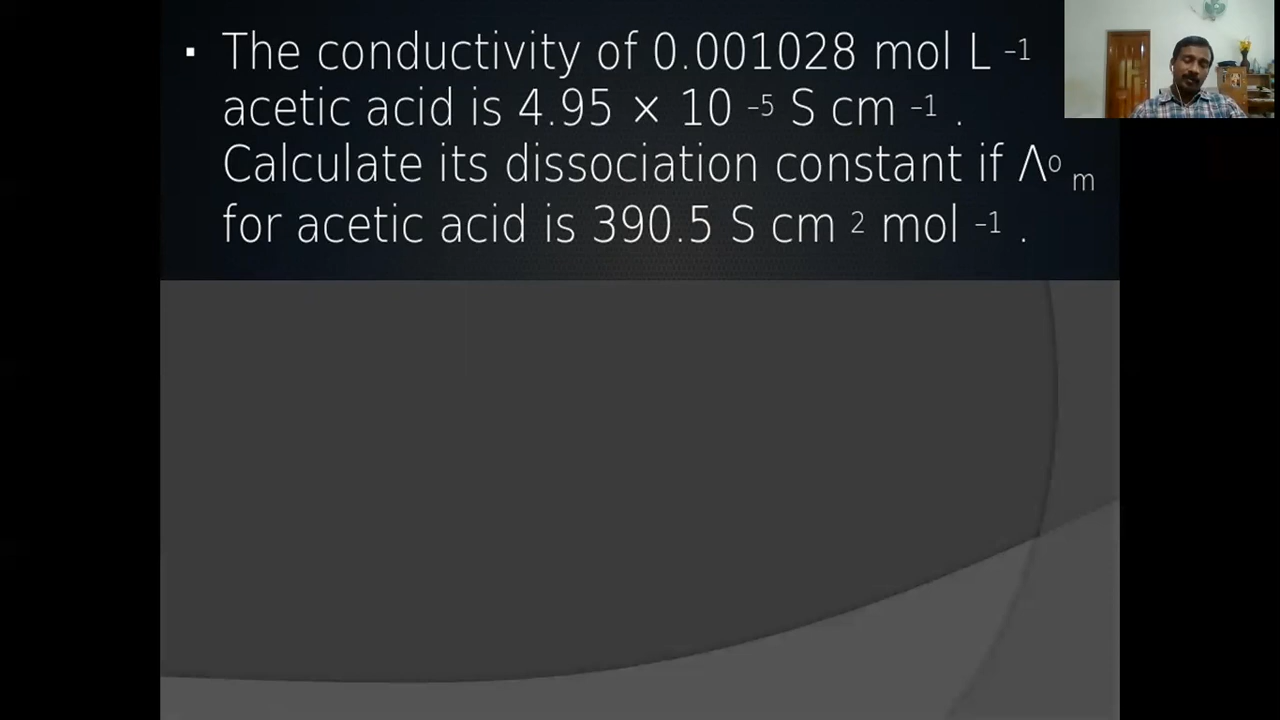 ▪ The conductivity of 0.001028 mol L ⁻¹
acetic acid is 4.95 × 10 ⁻⁵ S cm ⁻¹ .
Calculate its dissociation constant if Λᵒ ₘ
for acetic acid is 390.5 S cm ² mol ⁻¹ .